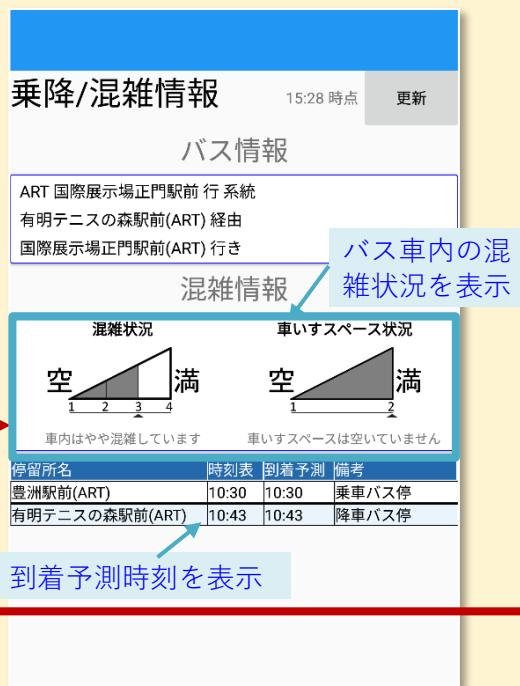 乗降/混雑情報
15:28 時点
更新
バス情報
ART 国際展示場正門駅前 行 系統
有明テニスの森駅前(ART) 経由
国際展示場正門駅前(ART) 行き
バス車内の混
雑状況を表示
混雑情報
混雑状況
車いすスペース状況
空 満
空 満
1 2 3 4
1 2
車内はやや混雑しています
車いすスペースは空いていません
停留所名 時刻表 到着予測 備考
豊洲駅前(ART) 10:30 10:30 乗車バス停
有明テニスの森駅前(ART) 10:43 10:43 降車バス停
到着予測時刻を表示